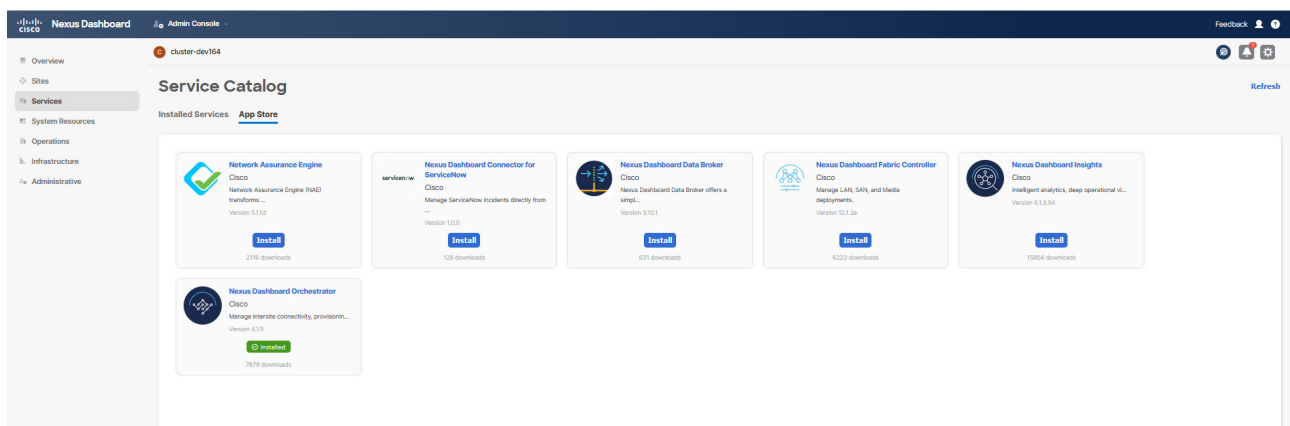 cisco Nexus Dashboard
Admin Console
Feedback
Overview
Sites
Services
System Resources
Operations
Infrastructure
Administrative
C cluster-dev164
Service Catalog
Refresh
Installed Services App Store
Network Assurance Engine
Cisco
Network Assurance Engine (NAE)
transforms ...
Version 5.1.1d
Install
2116 downloads
servicenow
Nexus Dashboard Connector for
ServiceNow
Cisco
Manage ServiceNow Incidents directly from
...
Version 1.0.0
Install
128 downloads
Nexus Dashboard Data Broker
Cisco
Nexus Dashboard Data Broker offers a
simpl...
Version 3.10.1
Install
631 downloads
Nexus Dashboard Fabric Controller
Cisco
Manage LAN, SAN, and Media
deployments.
Version 12.1.2e
Install
6223 downloads
Nexus Dashboard Insights
Cisco
Intelligent analytics, deep operational vi...
Version 6.1.3.94
Install
15804 downloads
Nexus Dashboard Orchestrator
Cisco
Manage intersite connectivity, provisionin...
Version 4.1.1i
Installed
7878 downloads